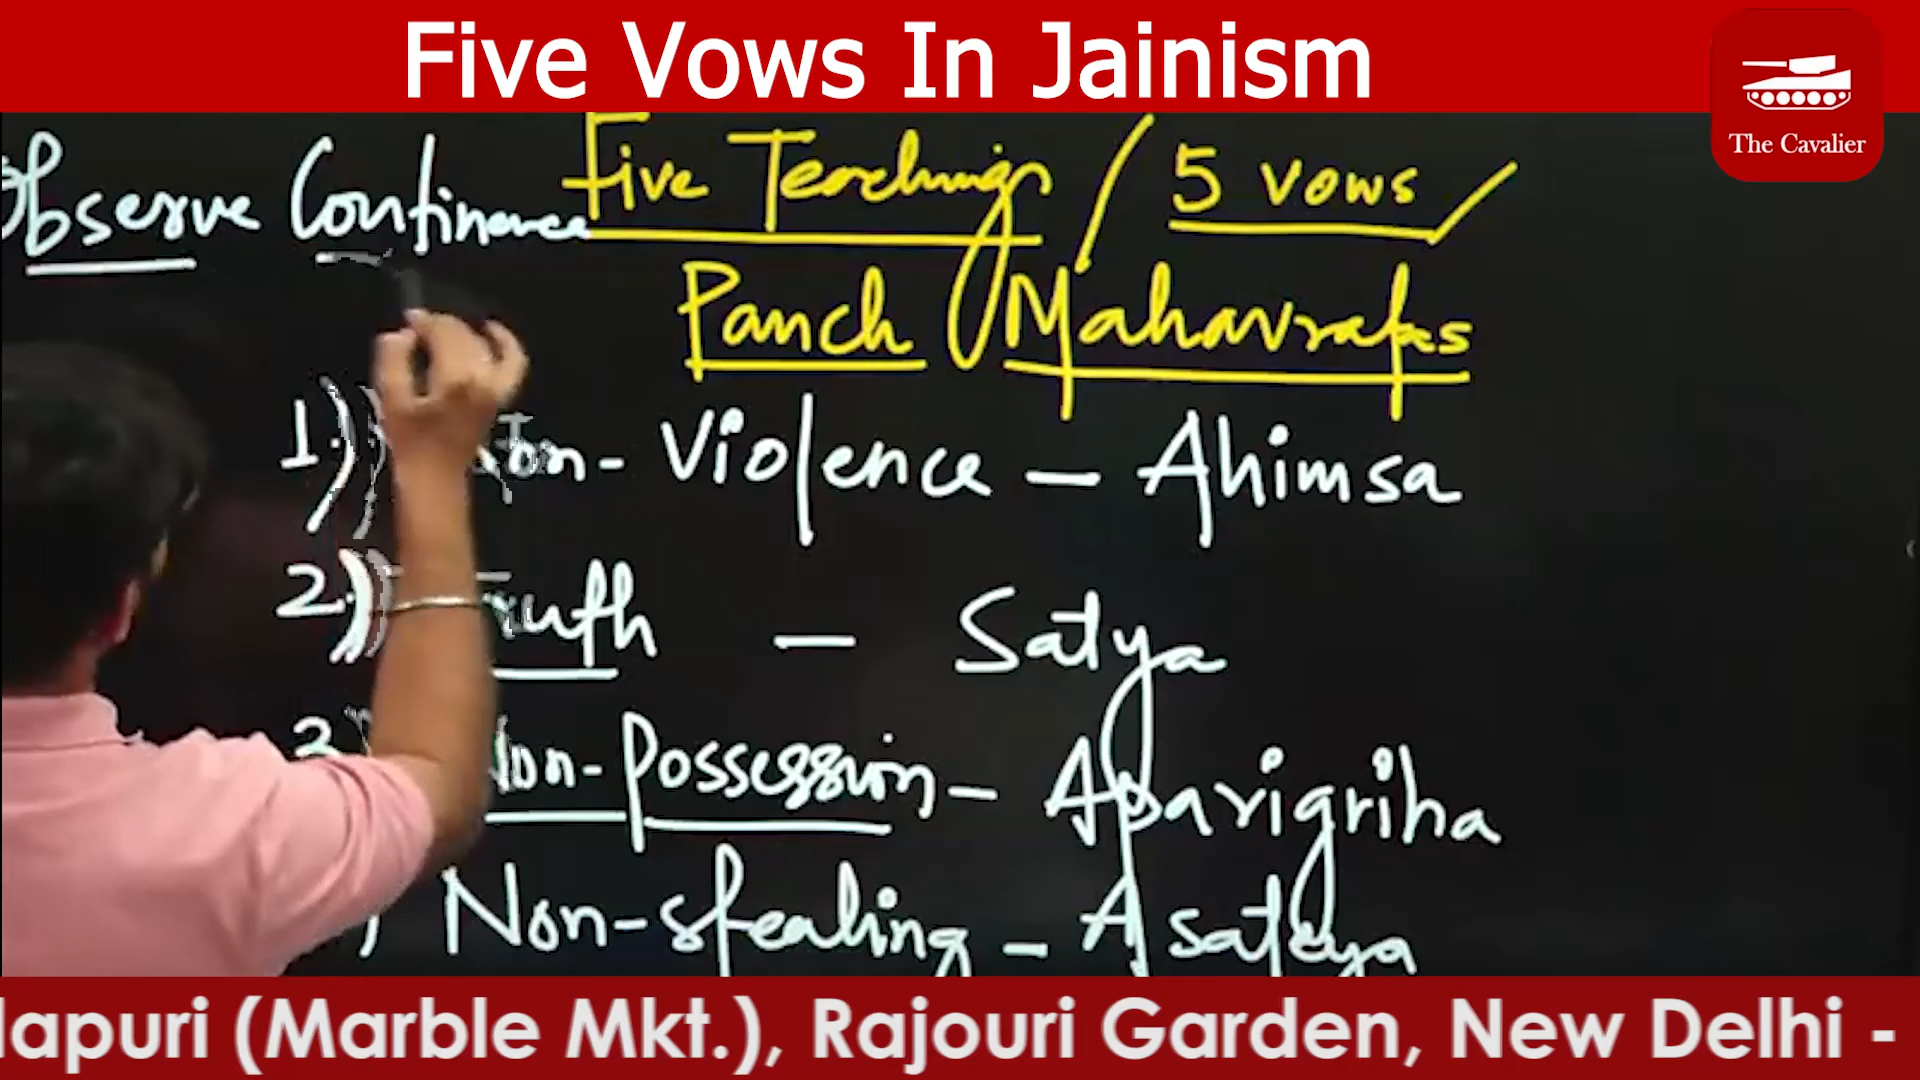 Five Vows In Jainism
The Cavalier
Observe Continence
Five Teachings / 5 vows /
Panch Mahavratas
1) Non-Violence - Ahimsa
2) Truth - Satya
3) Non-Possession - Aparigriha
Non-stealing - Asateya
lapuri (Marble Mkt.), Rajouri Garden, New Delhi -